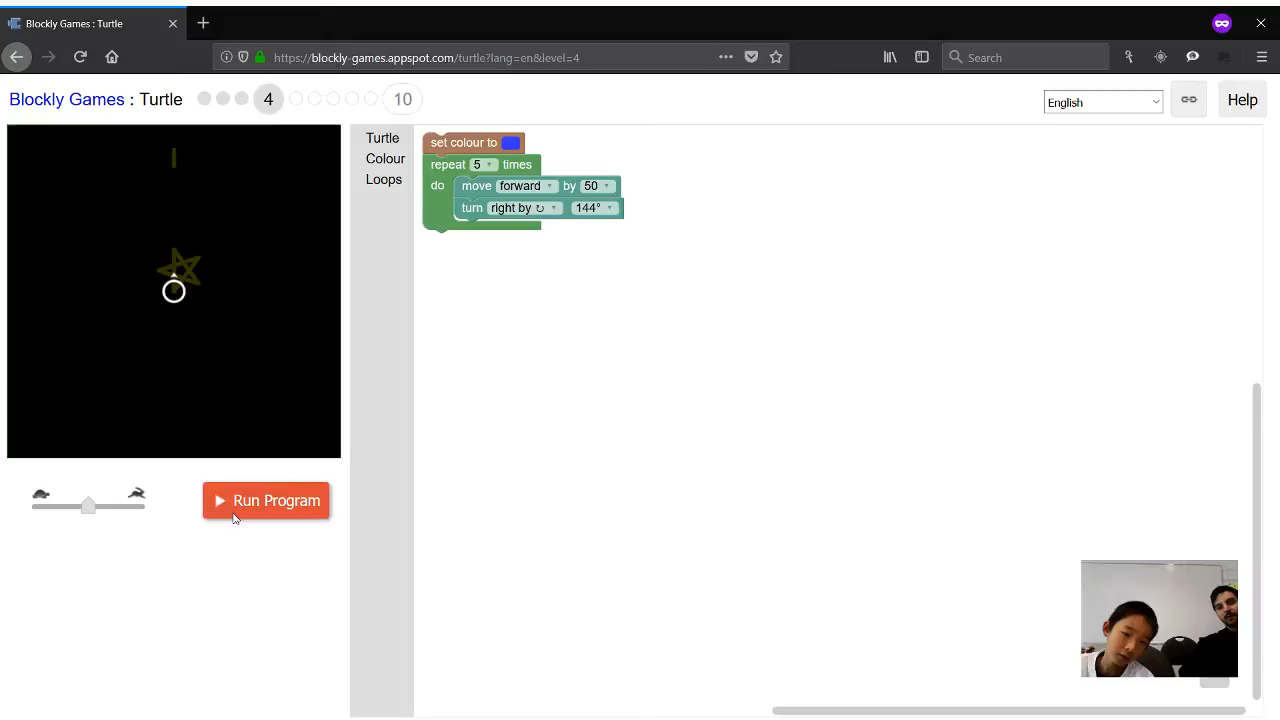 Blockly Games : Turtle
https://blockly-games.appspot.com/turtle?lang=en&level=4
Search
Blockly Games : Turtle
4
10
English
Help
Turtle
Colour
Loops
set colour to
repeat 5 times
do
move forward by 50
turn right by ↻ 144°
Run Program